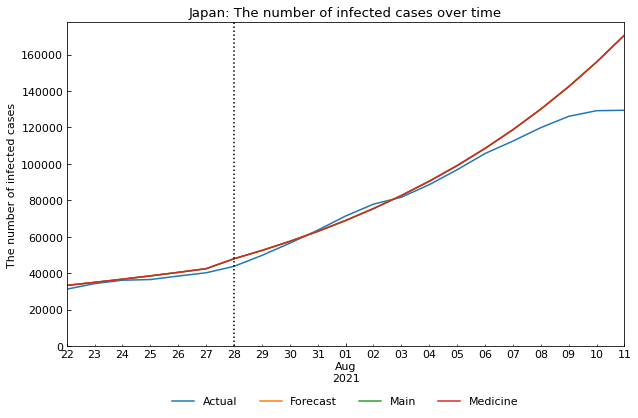 Japan: The number of infected cases over time
The number of infected cases
160000
140000
120000
100000
80000
60000
40000
20000
0
22 23 24 25 26 27 28 29 30 31 01 02 03 04 05 06 07 08 09 10 11
Aug
2021
Actual Forecast Main Medicine